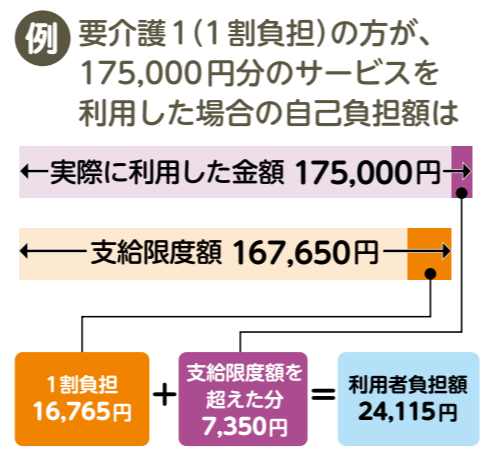 例 要介護1(1割負担)の方が、
175,000円分のサービスを
利用した場合の自己負担額は
実際に利用した金額 175,000円
支給限度額 167,650円
1割負担
16,765円
+
支給限度額を
超えた分
7,350円
=
利用者負担額
24,115円